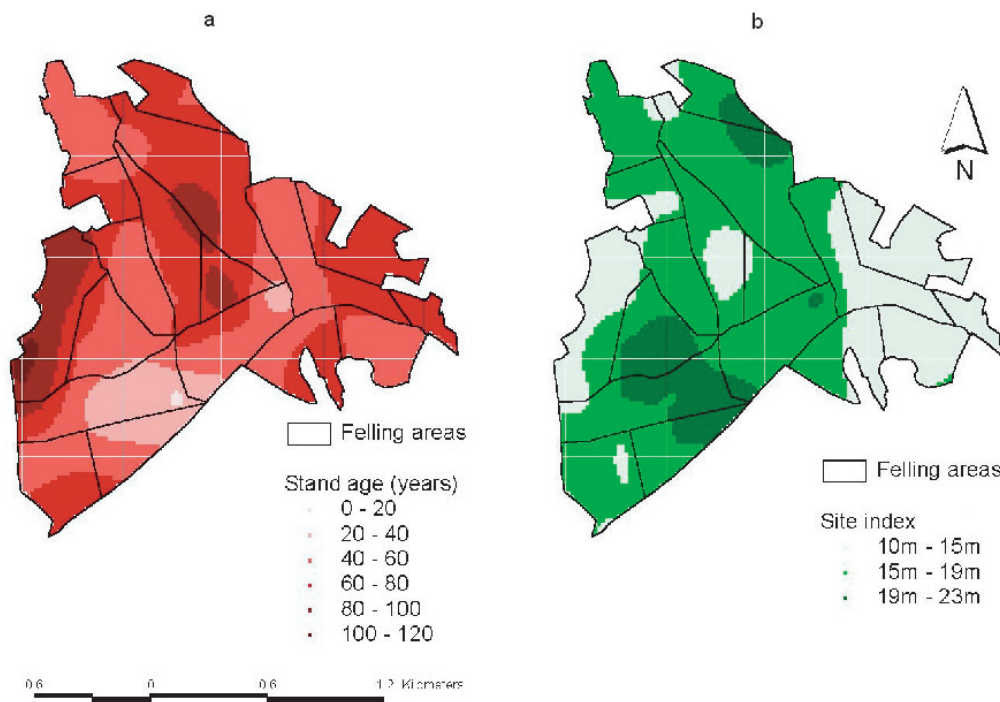 a
b
N
Felling areas
Stand age (years)
0 - 20
20 - 40
40 - 60
60 - 80
80 - 100
100 - 120
Felling areas
Site index
10m - 15m
15m - 19m
19m - 23m
0.6 0 0.6 1.2 Kilometers